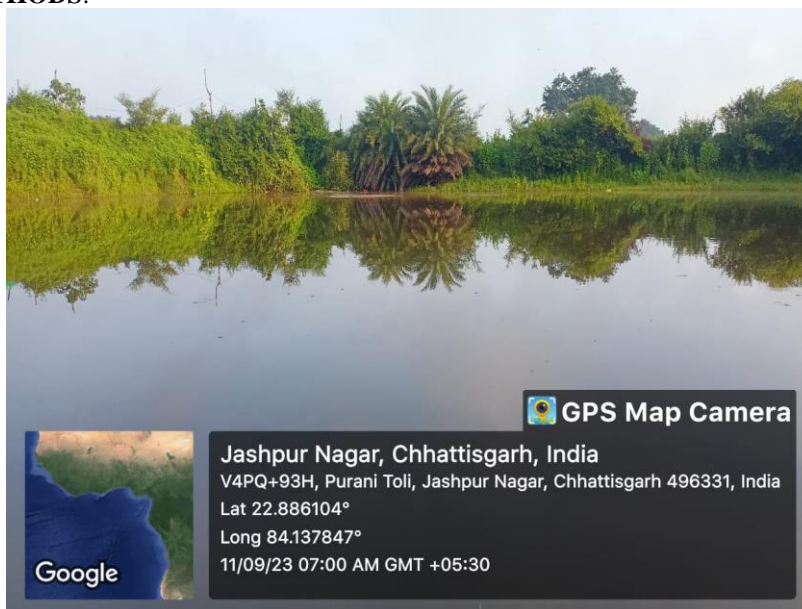 GPS Map Camera
Jashpur Nagar, Chhattisgarh, India
V4PQ+93H, Purani Toli, Jashpur Nagar, Chhattisgarh 496331, India
Lat 22.886104°
Long 84.137847°
11/09/23 07:00 AM GMT +05:30
Google